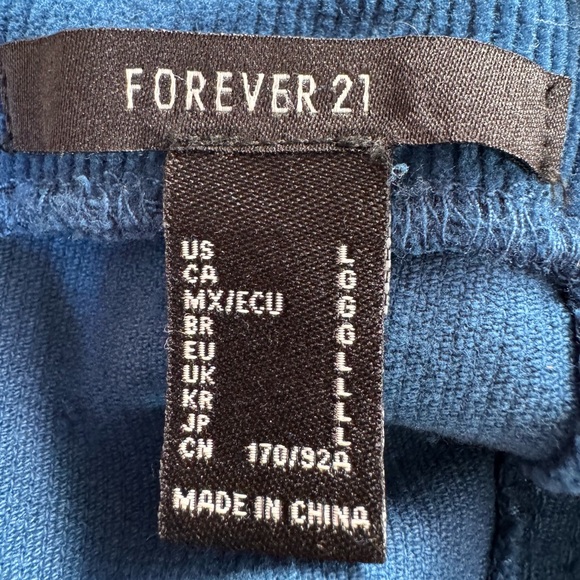 FOREVER 21
US L
CA G
MX/ECU G
BR G
EU L
UK L
KR L
JP L
CN 170/92A
MADE IN CHINA